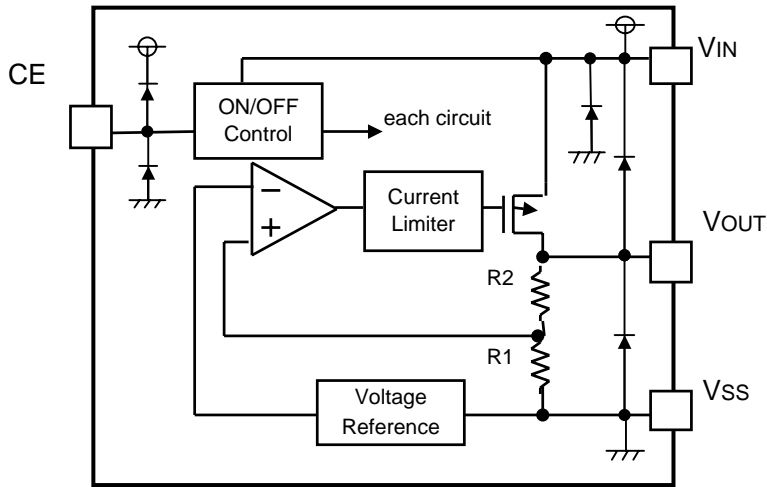 VIN
CE
ON/OFF
Control
each circuit
−
+
Current
Limiter
VOUT
R2
R1
Voltage
Reference
VSS